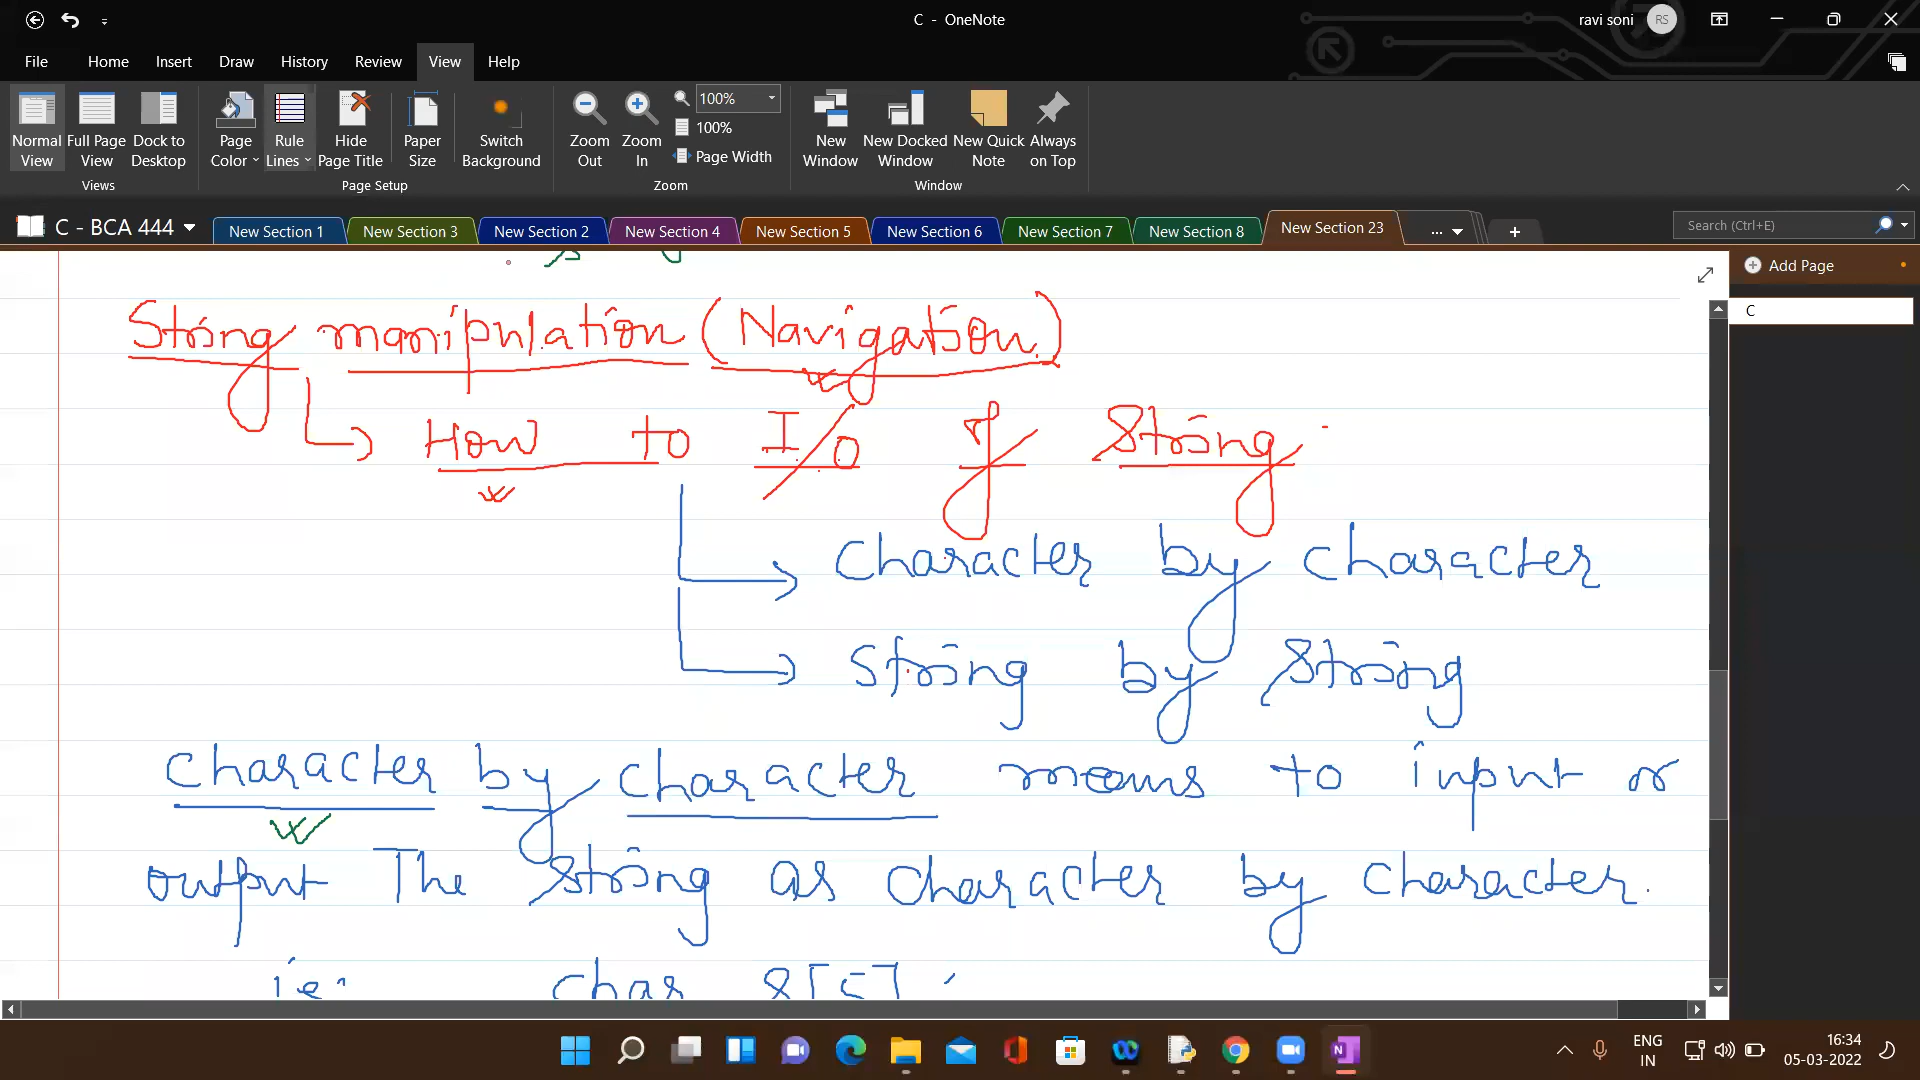 C - OneNote
ravi soni
RS
File Home Insert Draw History Review View Help
Normal View
Full Page View
Dock to Desktop
Page Color
Rule Lines
Hide Page Title
Paper Size
Switch Background
Zoom Out
Zoom In
100%
100%
Page Width
New Window
New Docked Window
New Quick Note
Always on Top
Views
Page Setup
Zoom
Window
C - BCA 444
New Section 1
New Section 3
New Section 2
New Section 4
New Section 5
New Section 6
New Section 7
New Section 8
New Section 23
...
Search (Ctrl+E)
Add Page
C
String manipulation (Navigation)
How to I/O of String
Character by character
String by String
Character by character means to input or
output The String as character by character.
ie: char S[5];
ENG
IN
16:34
05-03-2022